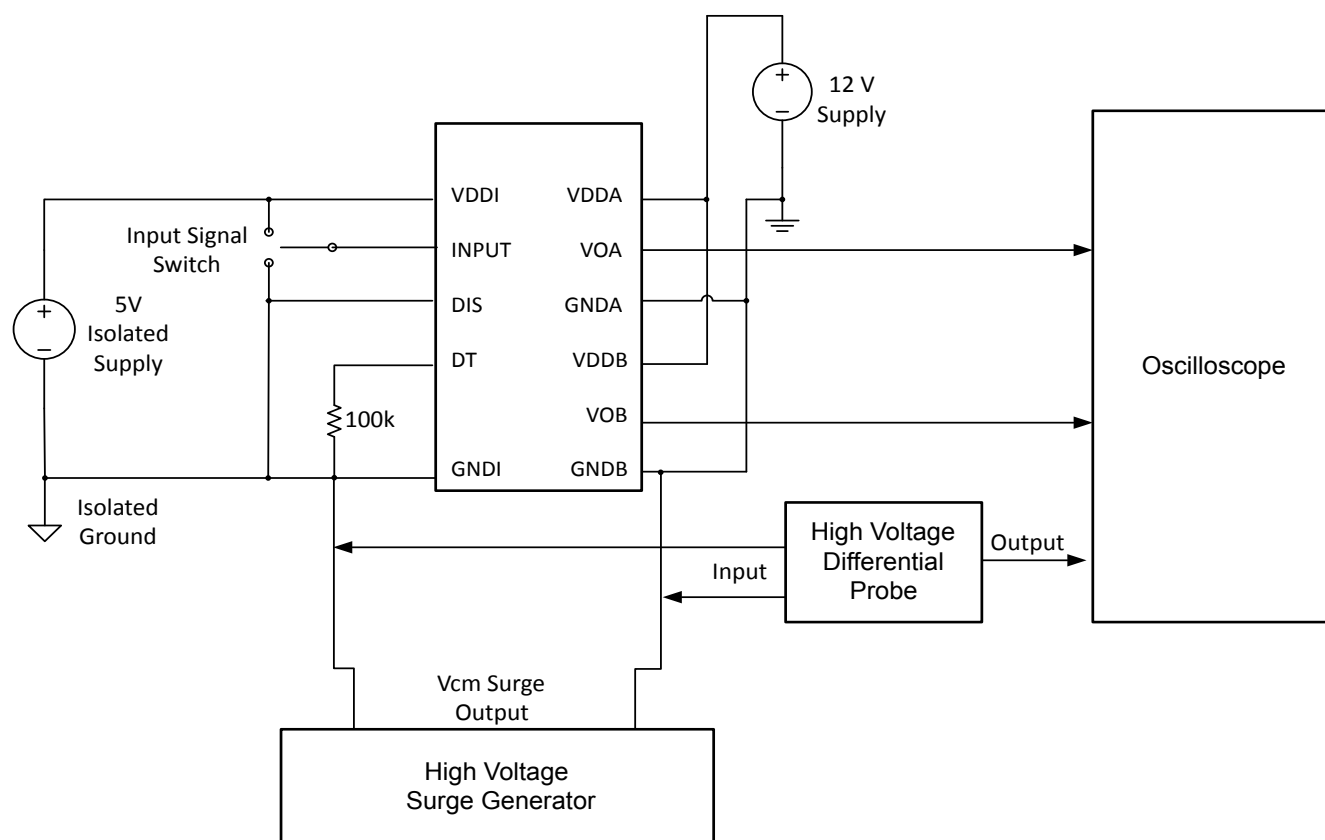 12 V
Supply
+
−
VDDI
VDDA
Input Signal
Switch
INPUT
VOA
5V
Isolated
Supply
+
−
DIS
GNDA
DT
VDDB
Oscilloscope
100k
VOB
GNDI
GNDB
Isolated
Ground
High Voltage
Differential
Probe
Input
Output
Vcm Surge
Output
High Voltage
Surge Generator